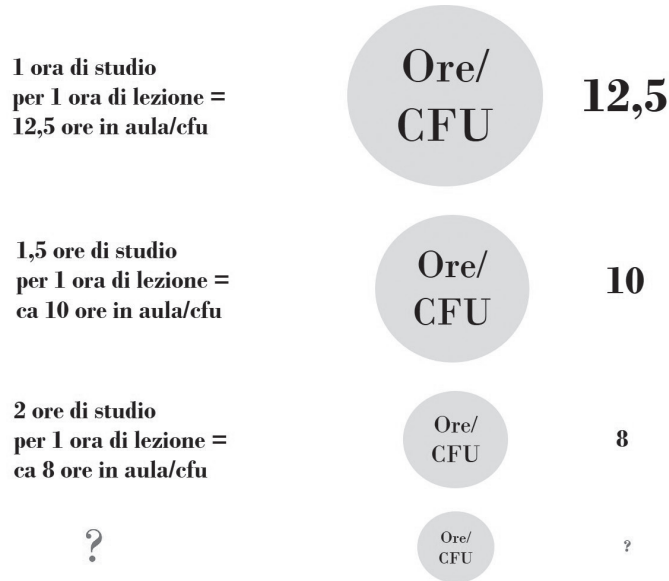 1 ora di studio
per 1 ora di lezione =
12,5 ore in aula/cfu
Ore/
CFU
12,5
1,5 ore di studio
per 1 ora di lezione =
ca 10 ore in aula/cfu
Ore/
CFU
10
2 ore di studio
per 1 ora di lezione =
ca 8 ore in aula/cfu
Ore/
CFU
8
?
Ore/
CFU
?